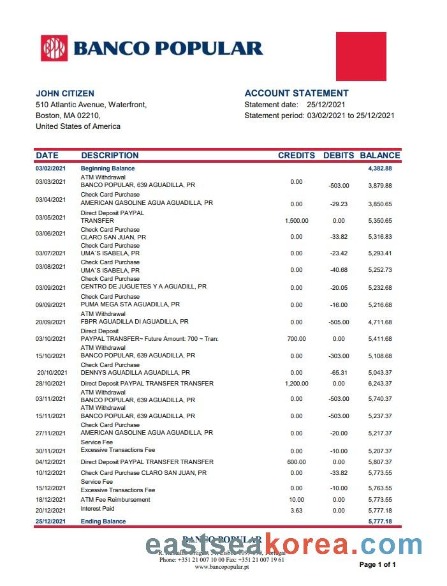 BANCO POPULAR
JOHN CITIZEN
510 Atlantic Avenue, Waterfront,
Boston, MA 02210,
United States of America
ACCOUNT STATEMENT
Statement date: 25/12/2021
Statement period: 03/02/2021 to 25/12/2021
DATE DESCRIPTION CREDITS DEBITS BALANCE
03/02/2021 Beginning Balance 4,382.88
03/03/2021 ATM Withdrawal
BANCO POPULAR, 639 AGUADILLA, PR 0.00 -503.00 3,879.88
03/04/2021 Check Card Purchase
AMERICAN GASOLINE AGUA AGUADILLA, PR 0.00 -29.23 3,850.65
03/05/2021 Direct Deposit PAYPAL
TRANSFER 1,500.00 0.00 5,350.65
03/06/2021 Check Card Purchase
CLARO SAN JUAN, PR 0.00 -33.82 5,316.83
Check Card Purchase
03/07/2021 UMA`S ISABELA, PR 0.00 -23.42 5,293.41
03/08/2021 Check Card Purchase
UMA`S ISABELA, PR 0.00 -40.68 5,252.73
Check Card Purchase
03/09/2021 CENTRO DE JUGUETES Y A AGUADILL, PR 0.00 -20.05 5,232.68
Check Card Purchase
09/09/2021 PUMA MEGA STA AGUADILLA, PR 0.00 -16.00 5,216.68
ATM Withdrawal
20/09/2021 FBPR AGUADILLA DI AGUADILLA, PR 0.00 -505.00 4,711.68
Direct Deposit
03/10/2021 PAYPAL TRANSFER~ Future Amount: 700 ~ Tran: 700.00 0.00 5,411.68
ATM Withdrawal
15/10/2021 BANCO POPULAR, 639 AGUADILLA, PR 0.00 -303.00 5,108.68
Check Card Purchase
20/10/2021 DENNYS AGUADILLA AGUADILLA, PR 0.00 -65.31 5,043.37
28/10/2021 Direct Deposit PAYPAL TRANSFER TRANSFER 1,200.00 0.00 6,243.37
03/11/2021 ATM Withdrawal
BANCO POPULAR, 639 AGUADILLA, PR 0.00 -503.00 5,740.37
ATM Withdrawal
15/11/2021 BANCO POPULAR, 639 AGUADILLA, PR 0.00 -503.00 5,237.37
Check Card Purchase
27/11/2021 AMERICAN GASOLINE AGUA AGUADILLA, PR 0.00 -20.00 5,217.37
Service Fee
30/11/2021 Excessive Transactions Fee 0.00 -10.00 5,207.37
04/12/2021 Direct Deposit PAYPAL TRANSFER TRANSFER 600.00 0.00 5,807.37
10/12/2021 Check Card Purchase CLARO SAN JUAN, PR 0.00 -33.82 5,773.55
Service Fee
15/12/2021 Excessive Transactions Fee 0.00 -10.00 5,763.55
18/12/2021 ATM Fee Reimbursement 10.00 0.00 5,773.55
20/12/2021 Interest Paid 3.63 0.00 5,777.18
25/12/2021 Ending Balance 5,777.18
BANCO POPULAR
eastseakorea.com
Phone: +351 21 007 10 00 Fax: +351 21 007 19 61
www.bancopopular.pt
Page 1 of 1